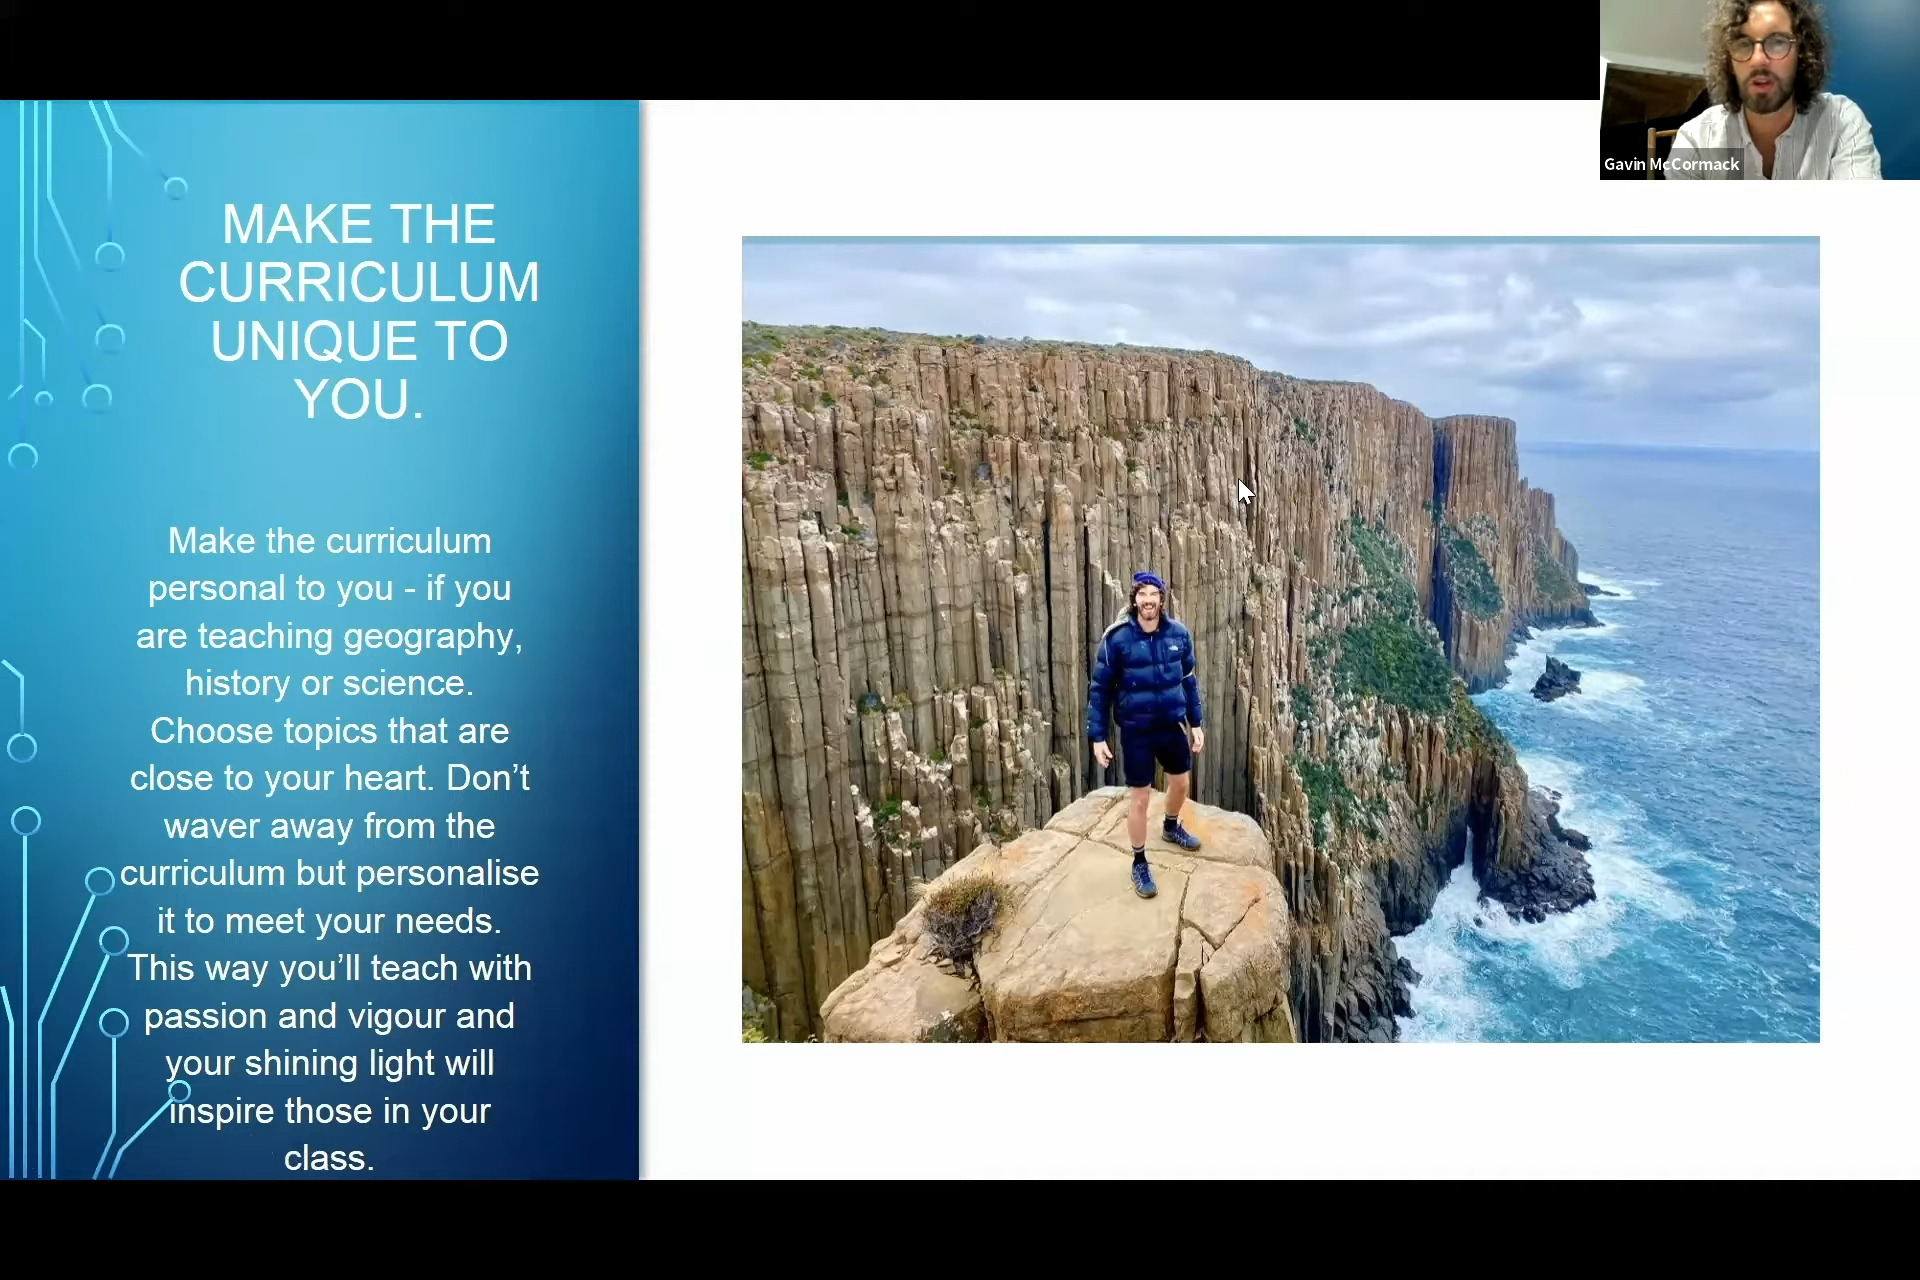 Gavin McCormack
MAKE THE
CURRICULUM
UNIQUE TO
YOU.
Make the curriculum
personal to you - if you
are teaching geography,
history or science.
Choose topics that are
close to your heart. Don’t
waver away from the
curriculum but personalise
it to meet your needs.
This way you’ll teach with
passion and vigour and
your shining light will
inspire those in your
class.